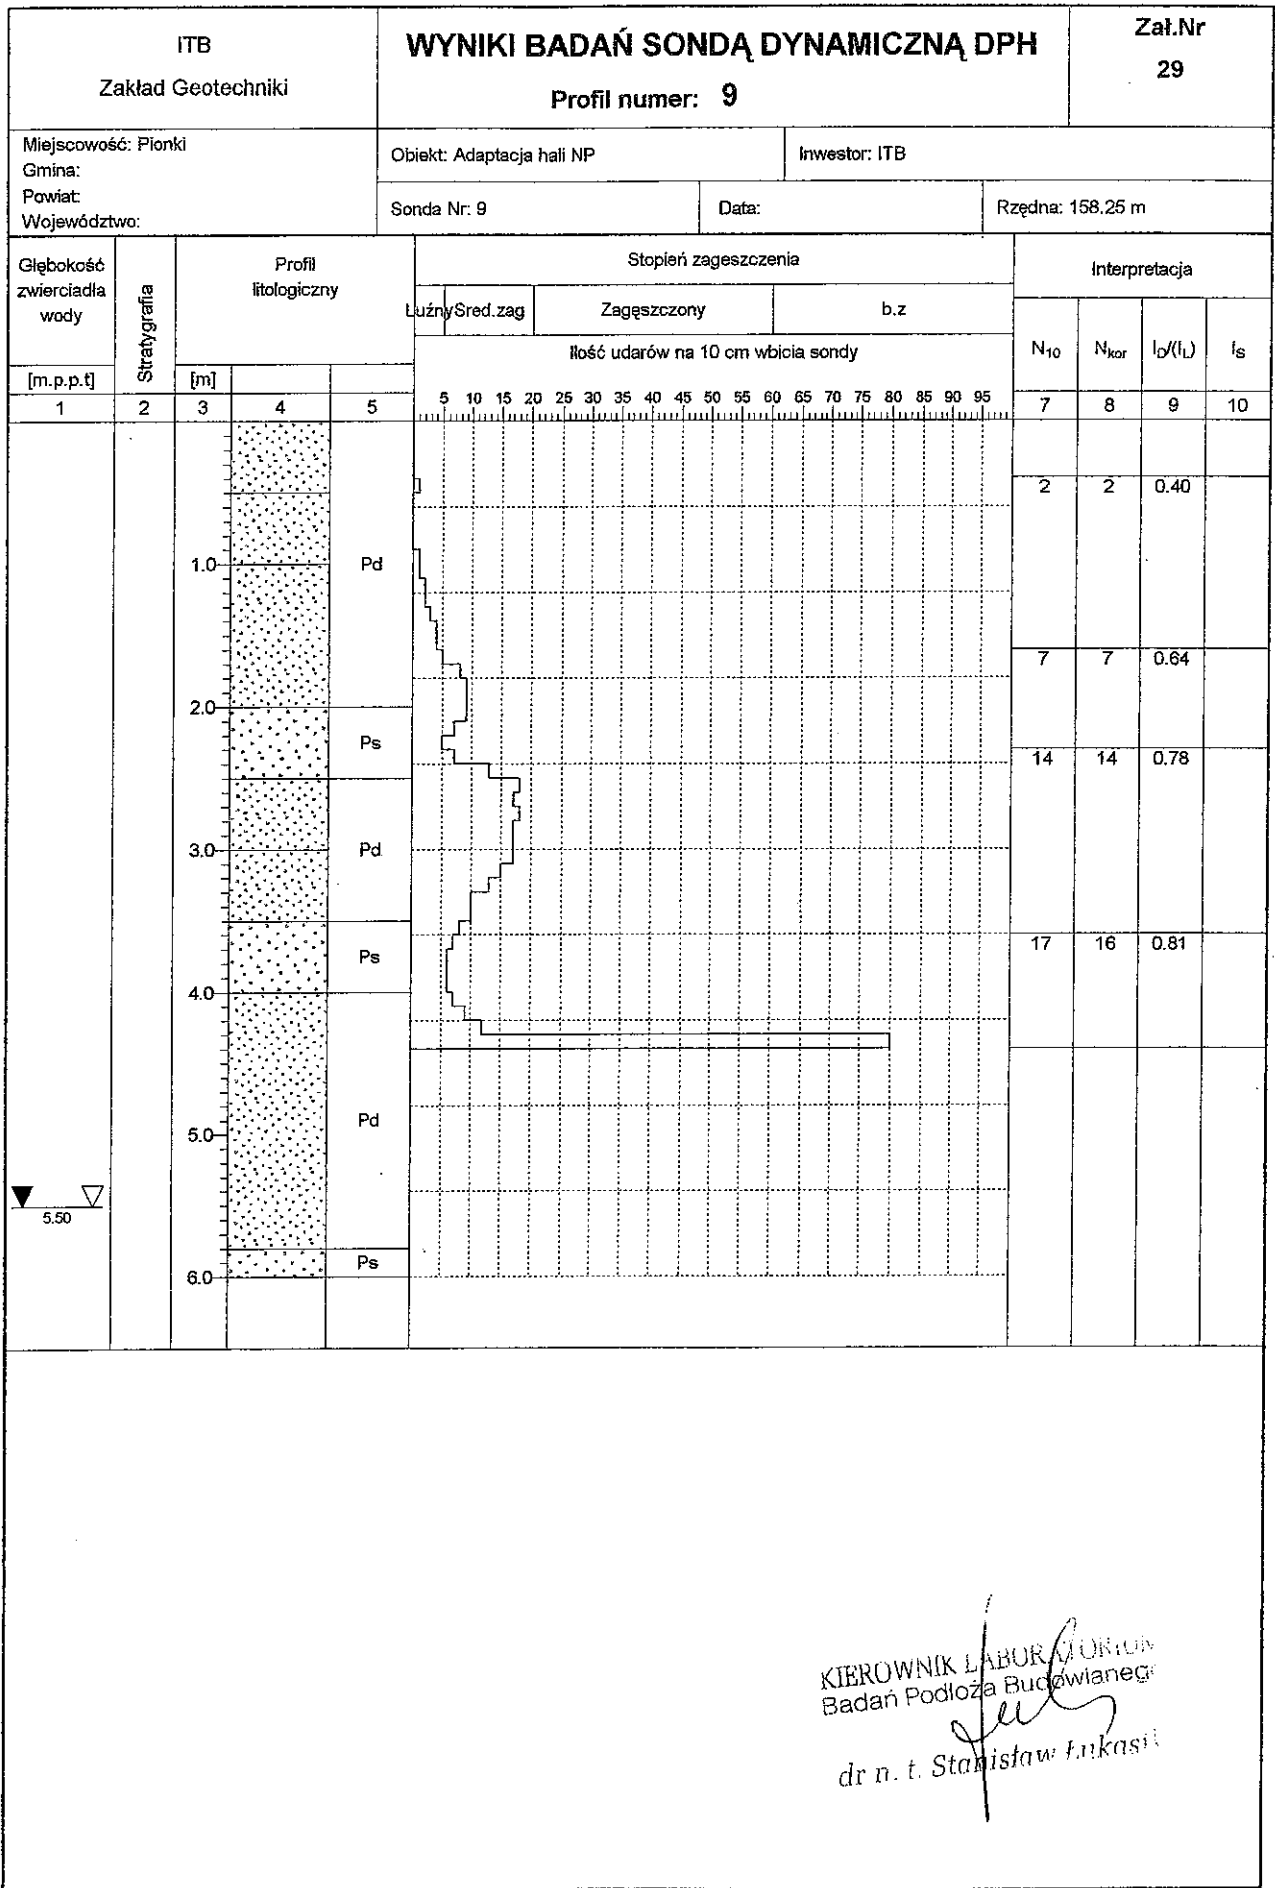 ITB
Zakład Geotechniki
WYNIKI BADAŃ SONDĄ DYNAMICZNĄ DPH
Profil numer: 9
Zał.Nr
29
Miejscowość: Pionki
Gmina:
Powiat:
Województwo:
Obiekt: Adaptacja hali NP
Inwestor: ITB
Sonda Nr: 9
Data:
Rzędna: 158.25 m
Głębokość
zwierciadła
wody
[m.p.p.t]
Stratygrafia
Profil
litologiczny
[m]
Stopień zageszczenia
Łuźny Sred.zag Zagęszczony b.z
Ilość udarów na 10 cm wbicia sondy
5 10 15 20 25 30 35 40 45 50 55 60 65 70 75 80 85 90 95
Interpretacja
N10 Nkor ID/(IL) IS
1 2 3 4 5 7 8 9 10
2 2 0.40
1.0 Pd
7 7 0.64
2.0
Ps
14 14 0.78
3.0 Pd
17 16 0.81
Ps
4.0
Pd
5.0
5.50
Ps
6.0
KIEROWNIK
Badań Podłoża Budowlaneg
dr n. t. Stanisław